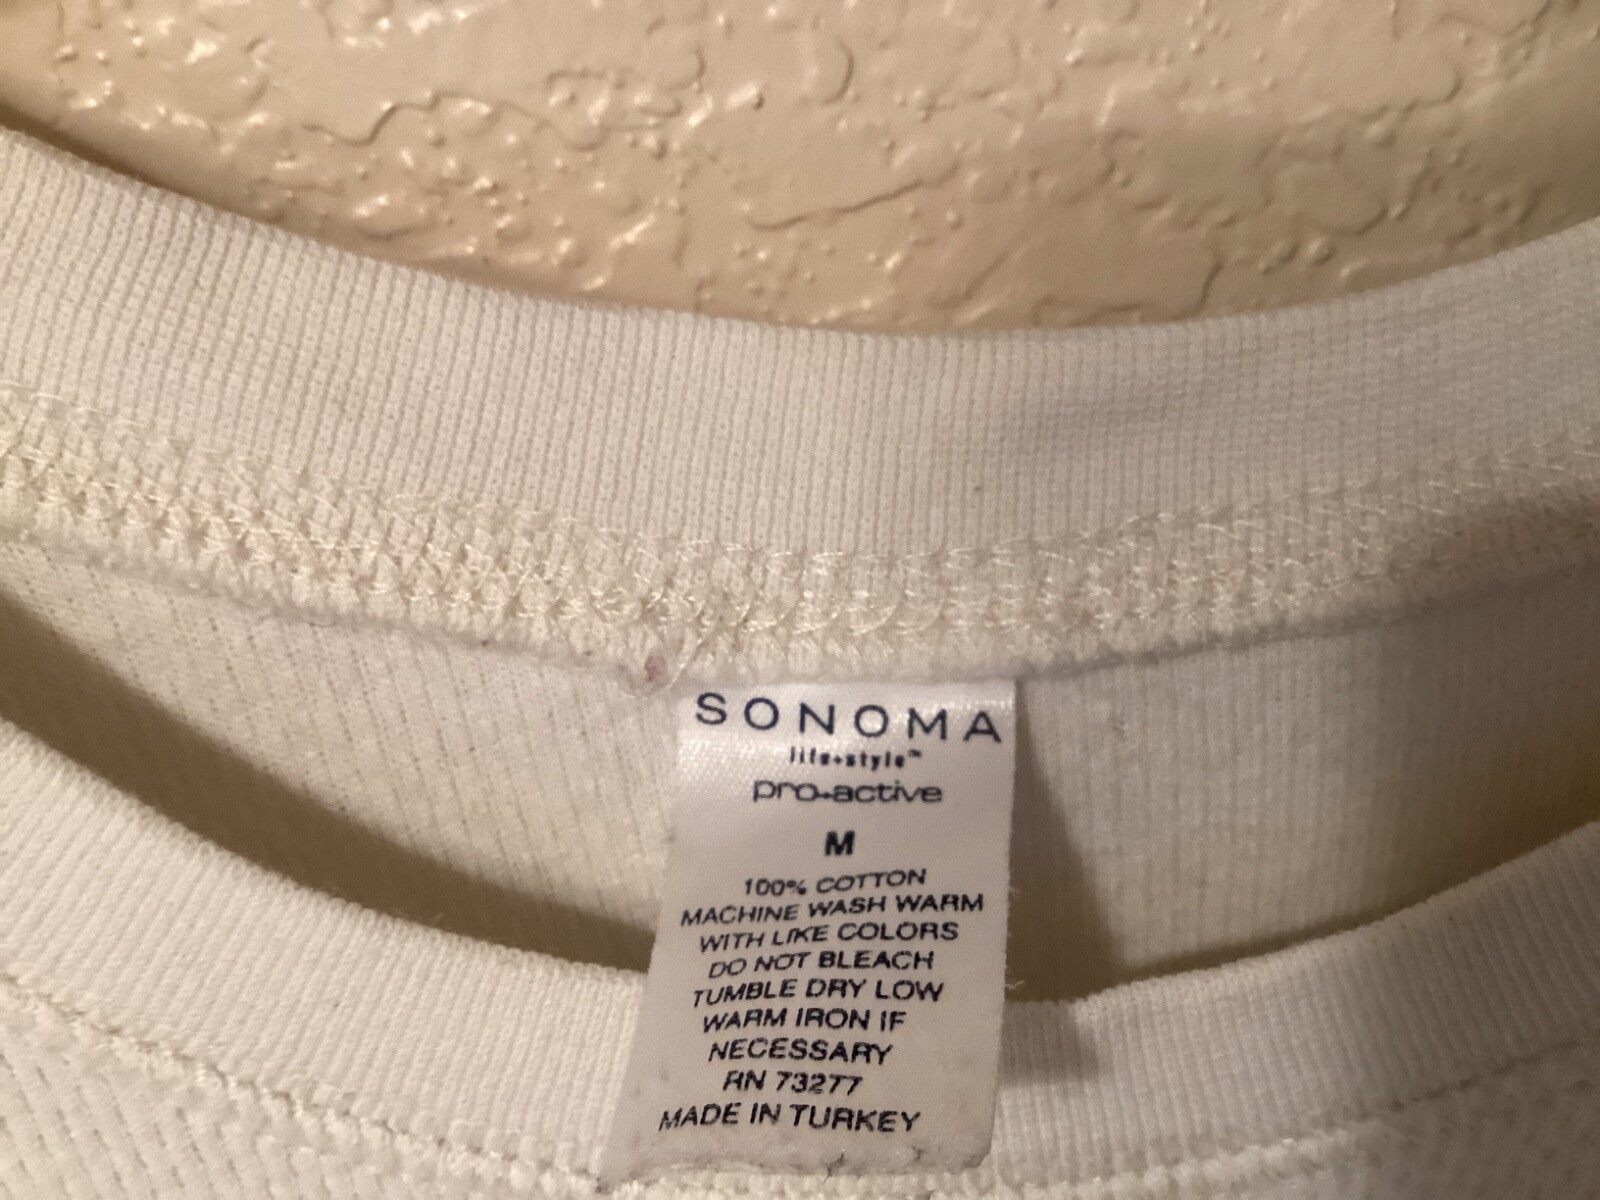 SONOMA
life+style™
pro+active
M
100% COTTON
MACHINE WASH WARM
WITH LIKE COLORS
DO NOT BLEACH
TUMBLE DRY LOW
WARM IRON IF
NECESSARY
RN 73277
MADE IN TURKEY